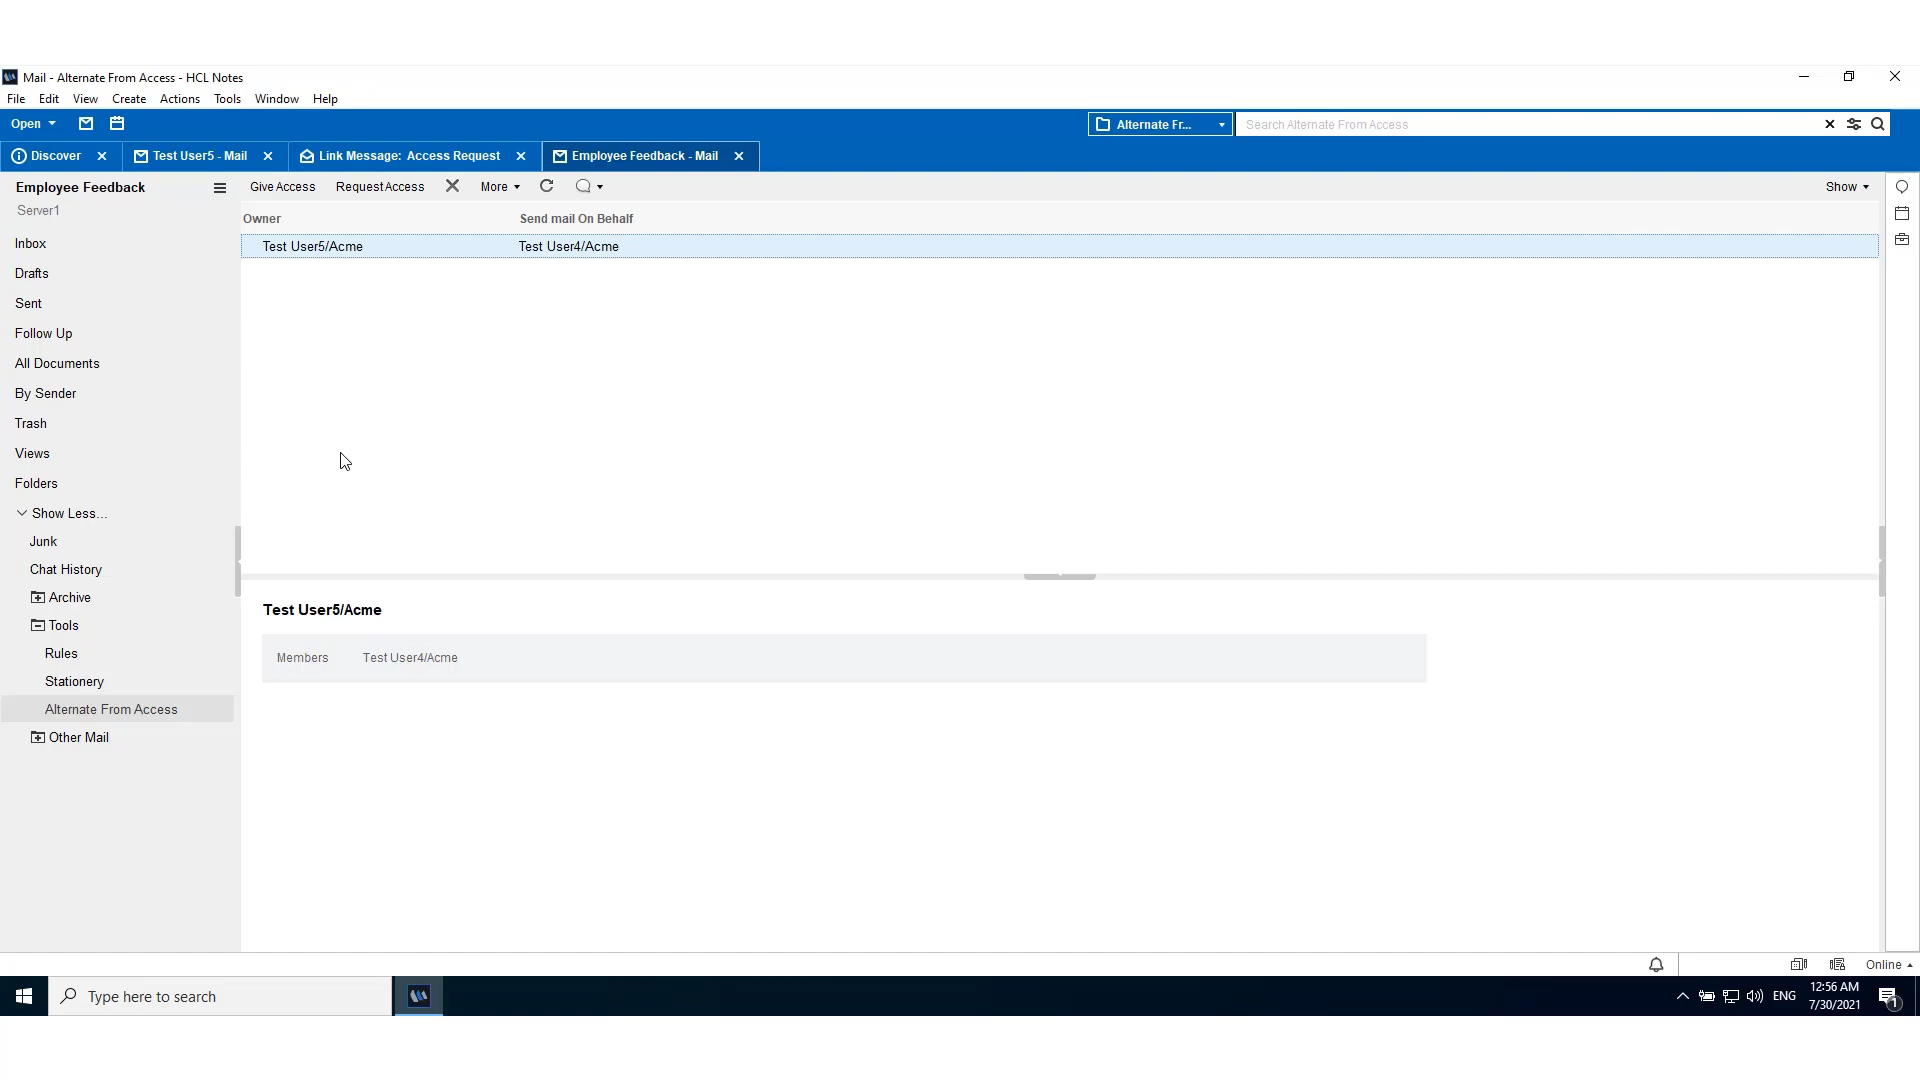 Mail - Alternate From Access - HCL Notes
File Edit View Create Actions Tools Window Help
Open Alternate Fr... Search Alternate From Access
Discover Test User5 - Mail Link Message: Access Request Employee Feedback - Mail
Employee Feedback
Server1
Inbox
Drafts
Sent
Follow Up
All Documents
By Sender
Trash
Views
Folders
Show Less...
Junk
Chat History
Archive
Tools
Rules
Stationery
Alternate From Access
Other Mail
Give Access Request Access More Show
Owner Send mail On Behalf
Test User5/Acme Test User4/Acme
Test User5/Acme
Members Test User4/Acme
Online
Type here to search
ENG
12:56 AM
7/30/2021
1